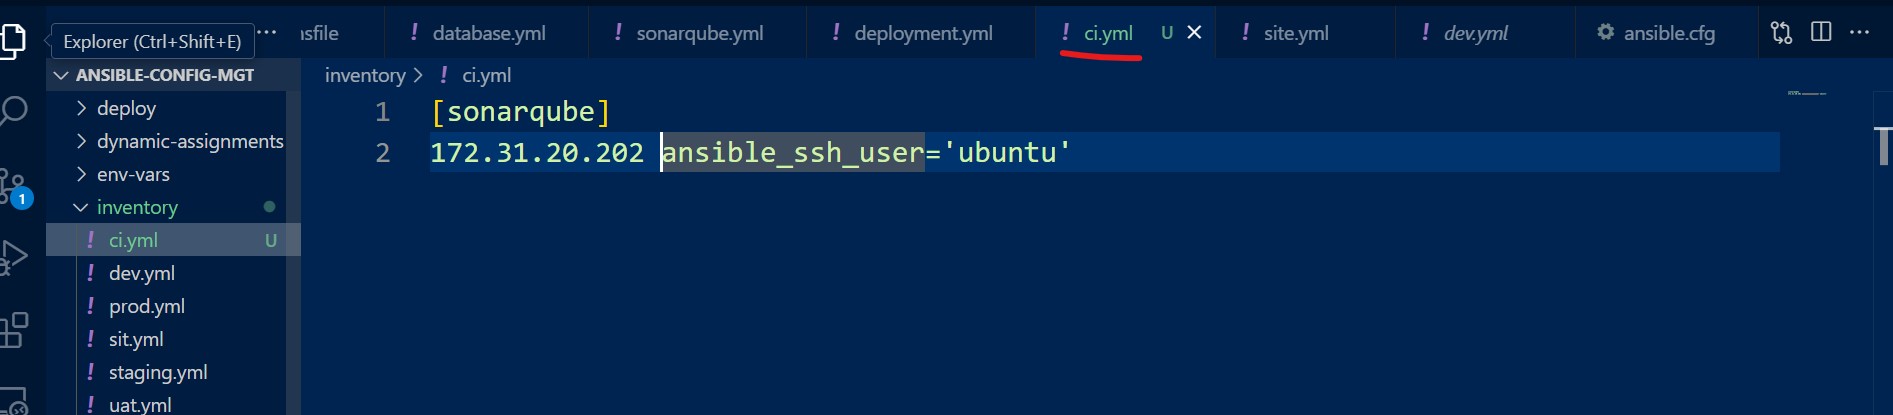 Explorer (Ctrl+Shift+E)
... nsfile
! database.yml
! sonarqube.yml
! deployment.yml
! ci.yml U
! site.yml
! dev.yml
ansible.cfg
...
ANSIBLE-CONFIG-MGT
inventory > ! ci.yml
deploy
dynamic-assignments
env-vars
1
inventory
! ci.yml U
! dev.yml
! prod.yml
! sit.yml
! staging.yml
! uat.yml
1 [sonarqube]
2 172.31.20.202 ansible_ssh_user='ubuntu'